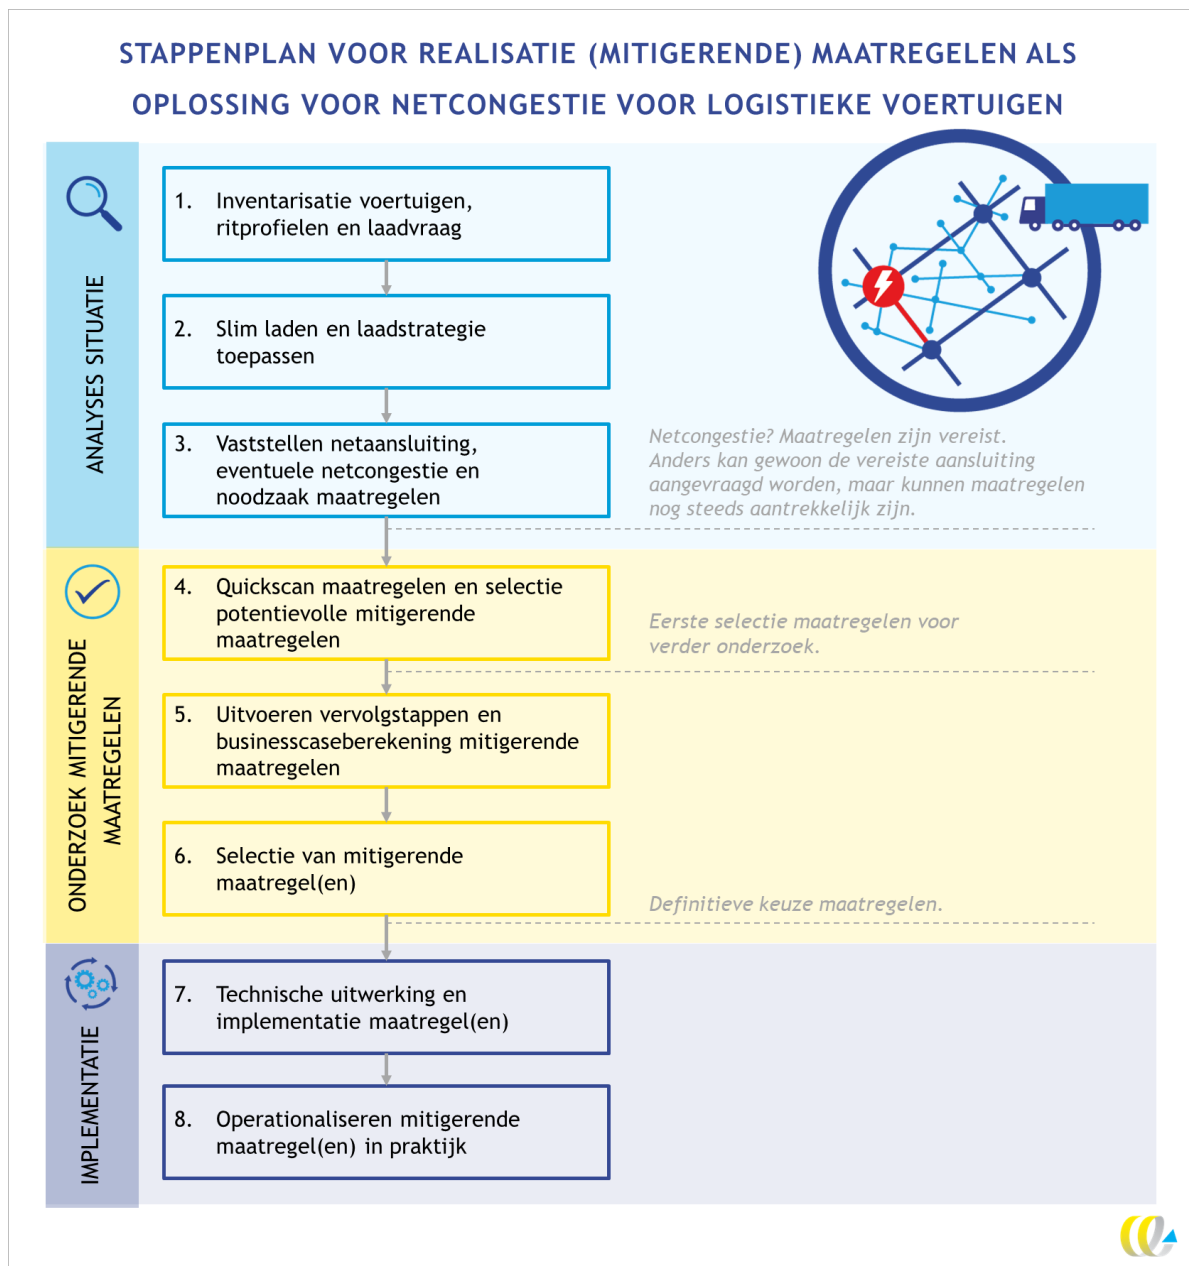 STAPPENPLAN VOOR REALISATIE (MITIGERENDE) MAATREGELEN ALS
OPLOSSING VOOR NETCONGESTIE VOOR LOGISTIEKE VOERTUIGEN
ANALYSES SITUATIE
1. Inventarisatie voertuigen,
ritprofielen en laadvraag
2. Slim laden en laadstrategie
toepassen
3. Vaststellen netaansluiting,
eventuele netcongestie en
noodzaak maatregelen
Netcongestie? Maatregelen zijn vereist.
Anders kan gewoon de vereiste aansluiting
aangevraagd worden, maar kunnen maatregelen
nog steeds aantrekkelijk zijn.
ONDERZOEK MITIGERENDE
MAATREGELEN
4. Quickscan maatregelen en selectie
potentievolle mitigerende
maatregelen
Eerste selectie maatregelen voor
verder onderzoek.
5. Uitvoeren vervolgstappen en
businesscaseberekening mitigerende
maatregelen
6. Selectie van mitigerende
maatregel(en)
Definitieve keuze maatregelen.
IMPLEMENTATIE
7. Technische uitwerking en
implementatie maatregel(en)
8. Operationaliseren mitigerende
maatregel(en) in praktijk